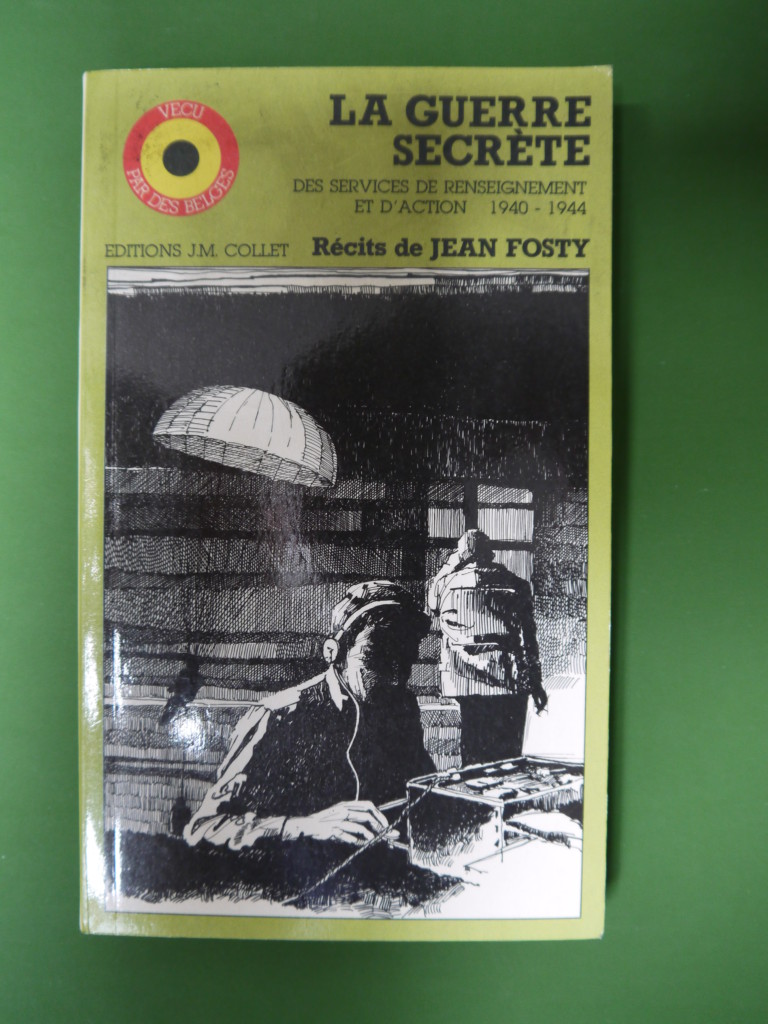 VECU
PAR DES BELGES
LA GUERRE
SECRÈTE
DES SERVICES DE RENSEIGNEMENT
ET D'ACTION 1940 - 1944
EDITIONS J.M. COLLET Récits de JEAN FOSTY